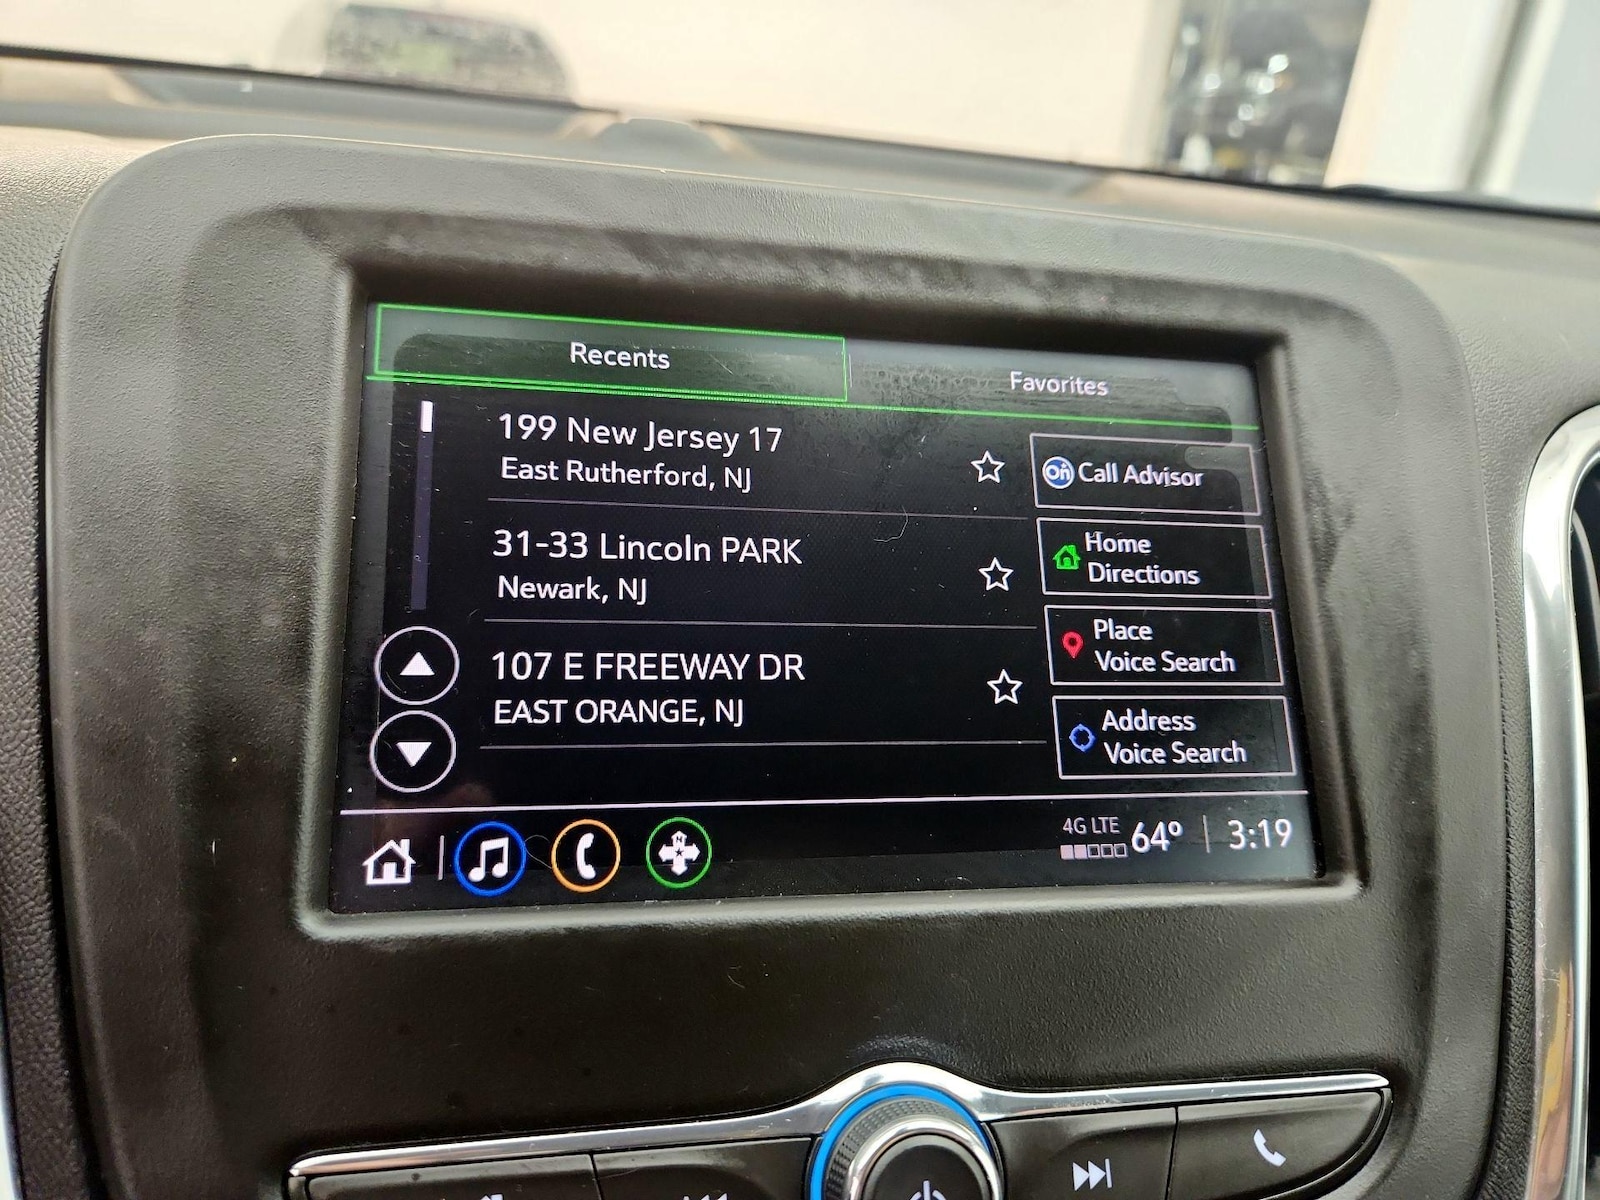 Recents
Favorites
199 New Jersey 17
East Rutherford, NJ
31-33 Lincoln PARK
Newark, NJ
107 E FREEWAY DR
EAST ORANGE, NJ
On Call Advisor
Home
Directions
Place
Voice Search
Address
Voice Search
N
4G LTE
64°
3:19